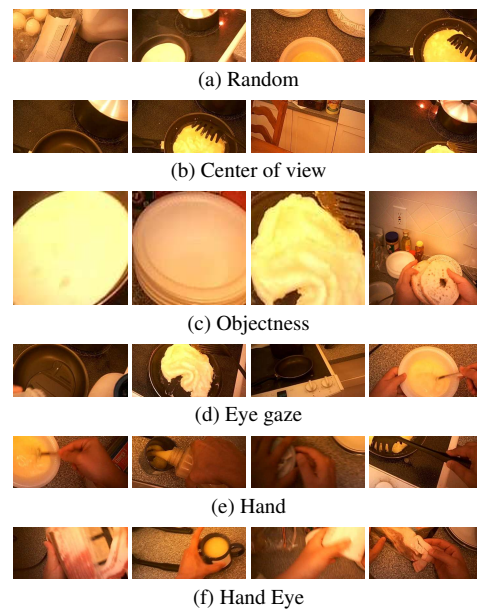 (a) Random
(b) Center of view
(c) Objectness
(d) Eye gaze
(e) Hand
(f) Hand Eye